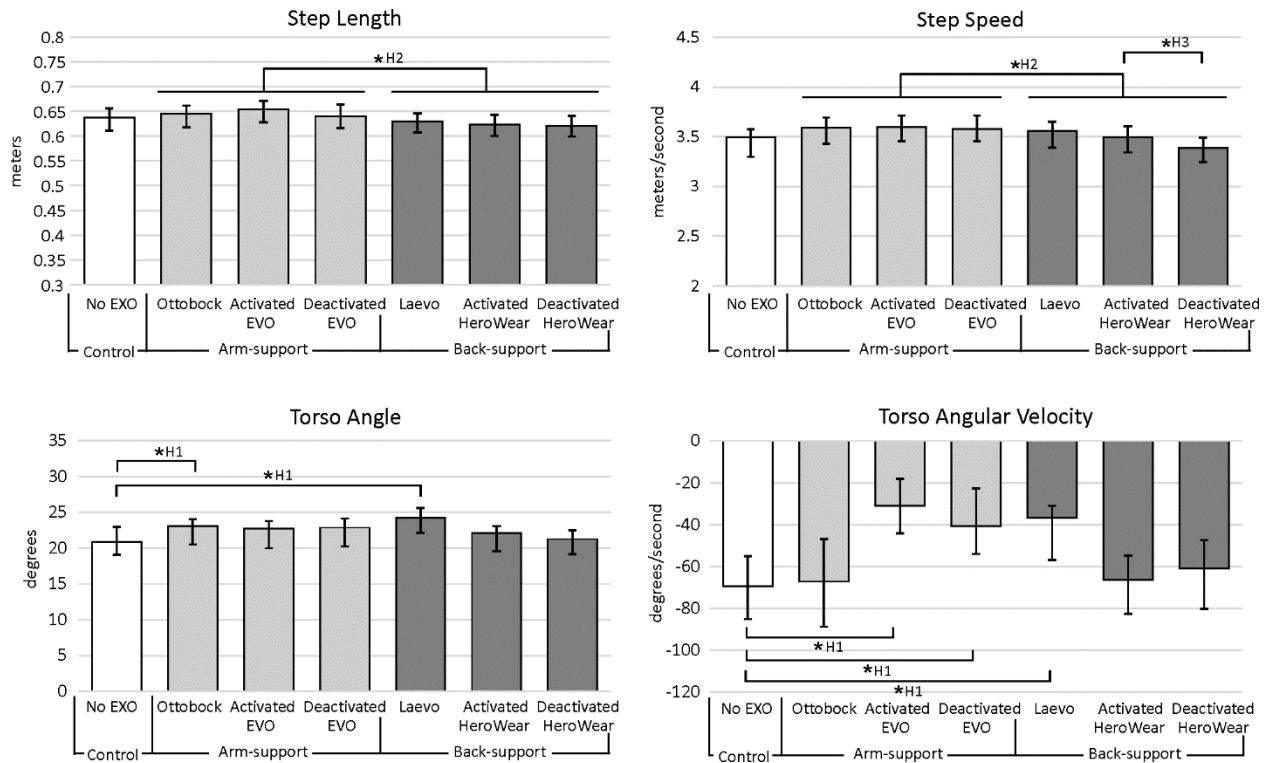 Step Length
0.8
0.75
0.7
0.65
0.6
0.55
0.5
0.45
0.4
0.35
0.3
meters
*H2
No EXO Ottobock Activated Deactivated Laevo Activated Deactivated
EVO EVO HeroWear HeroWear
Control Arm-support Back-support
Step Speed
4.5
4
3.5
3
2.5
2
meters/second
*H2
*H3
No EXO Ottobock Activated Deactivated Laevo Activated Deactivated
EVO EVO HeroWear HeroWear
Control Arm-support Back-support
Torso Angle
35
30
25
20
15
10
5
0
degrees
*H1
*H1
No EXO Ottobock Activated Deactivated Laevo Activated Deactivated
EVO EVO HeroWear HeroWear
Control Arm-support Back-support
Torso Angular Velocity
0
-20
-40
-60
-80
-100
-120
degrees/second
*H1
*H1
*H1
No EXO Ottobock Activated Deactivated Laevo Activated Deactivated
EVO EVO HeroWear HeroWear
Control Arm-support Back-support